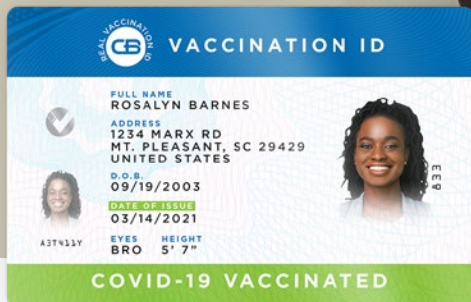 REAL VACCINATION ID
CB
VACCINATION ID
FULL NAME
ROSALYN BARNES
ADDRESS
1234 MARX RD
MT. PLEASANT, SC 29429
UNITED STATES
D.O.B.
09/19/2003
DATE OF ISSUE
03/14/2021
EYES HEIGHT
BRO 5' 7"
A3T411Y
COVID-19 VACCINATED